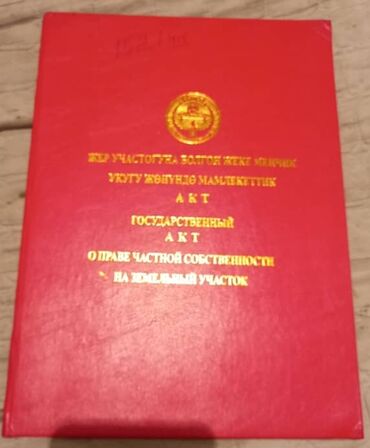 ЖЕР УЧАСТОГУНА БОЛГОН ЖЕКЕ МЕНЧИК
УКУГУ ЖӨНҮНДӨ МАМЛЕКЕТТИК
АКТ
ГОСУДАРСТВЕННЫЙ
АКТ
О ПРАВЕ ЧАСТНОЙ СОБСТВЕННОСТИ
НА ЗЕМЕЛЬНЫЙ УЧАСТОК